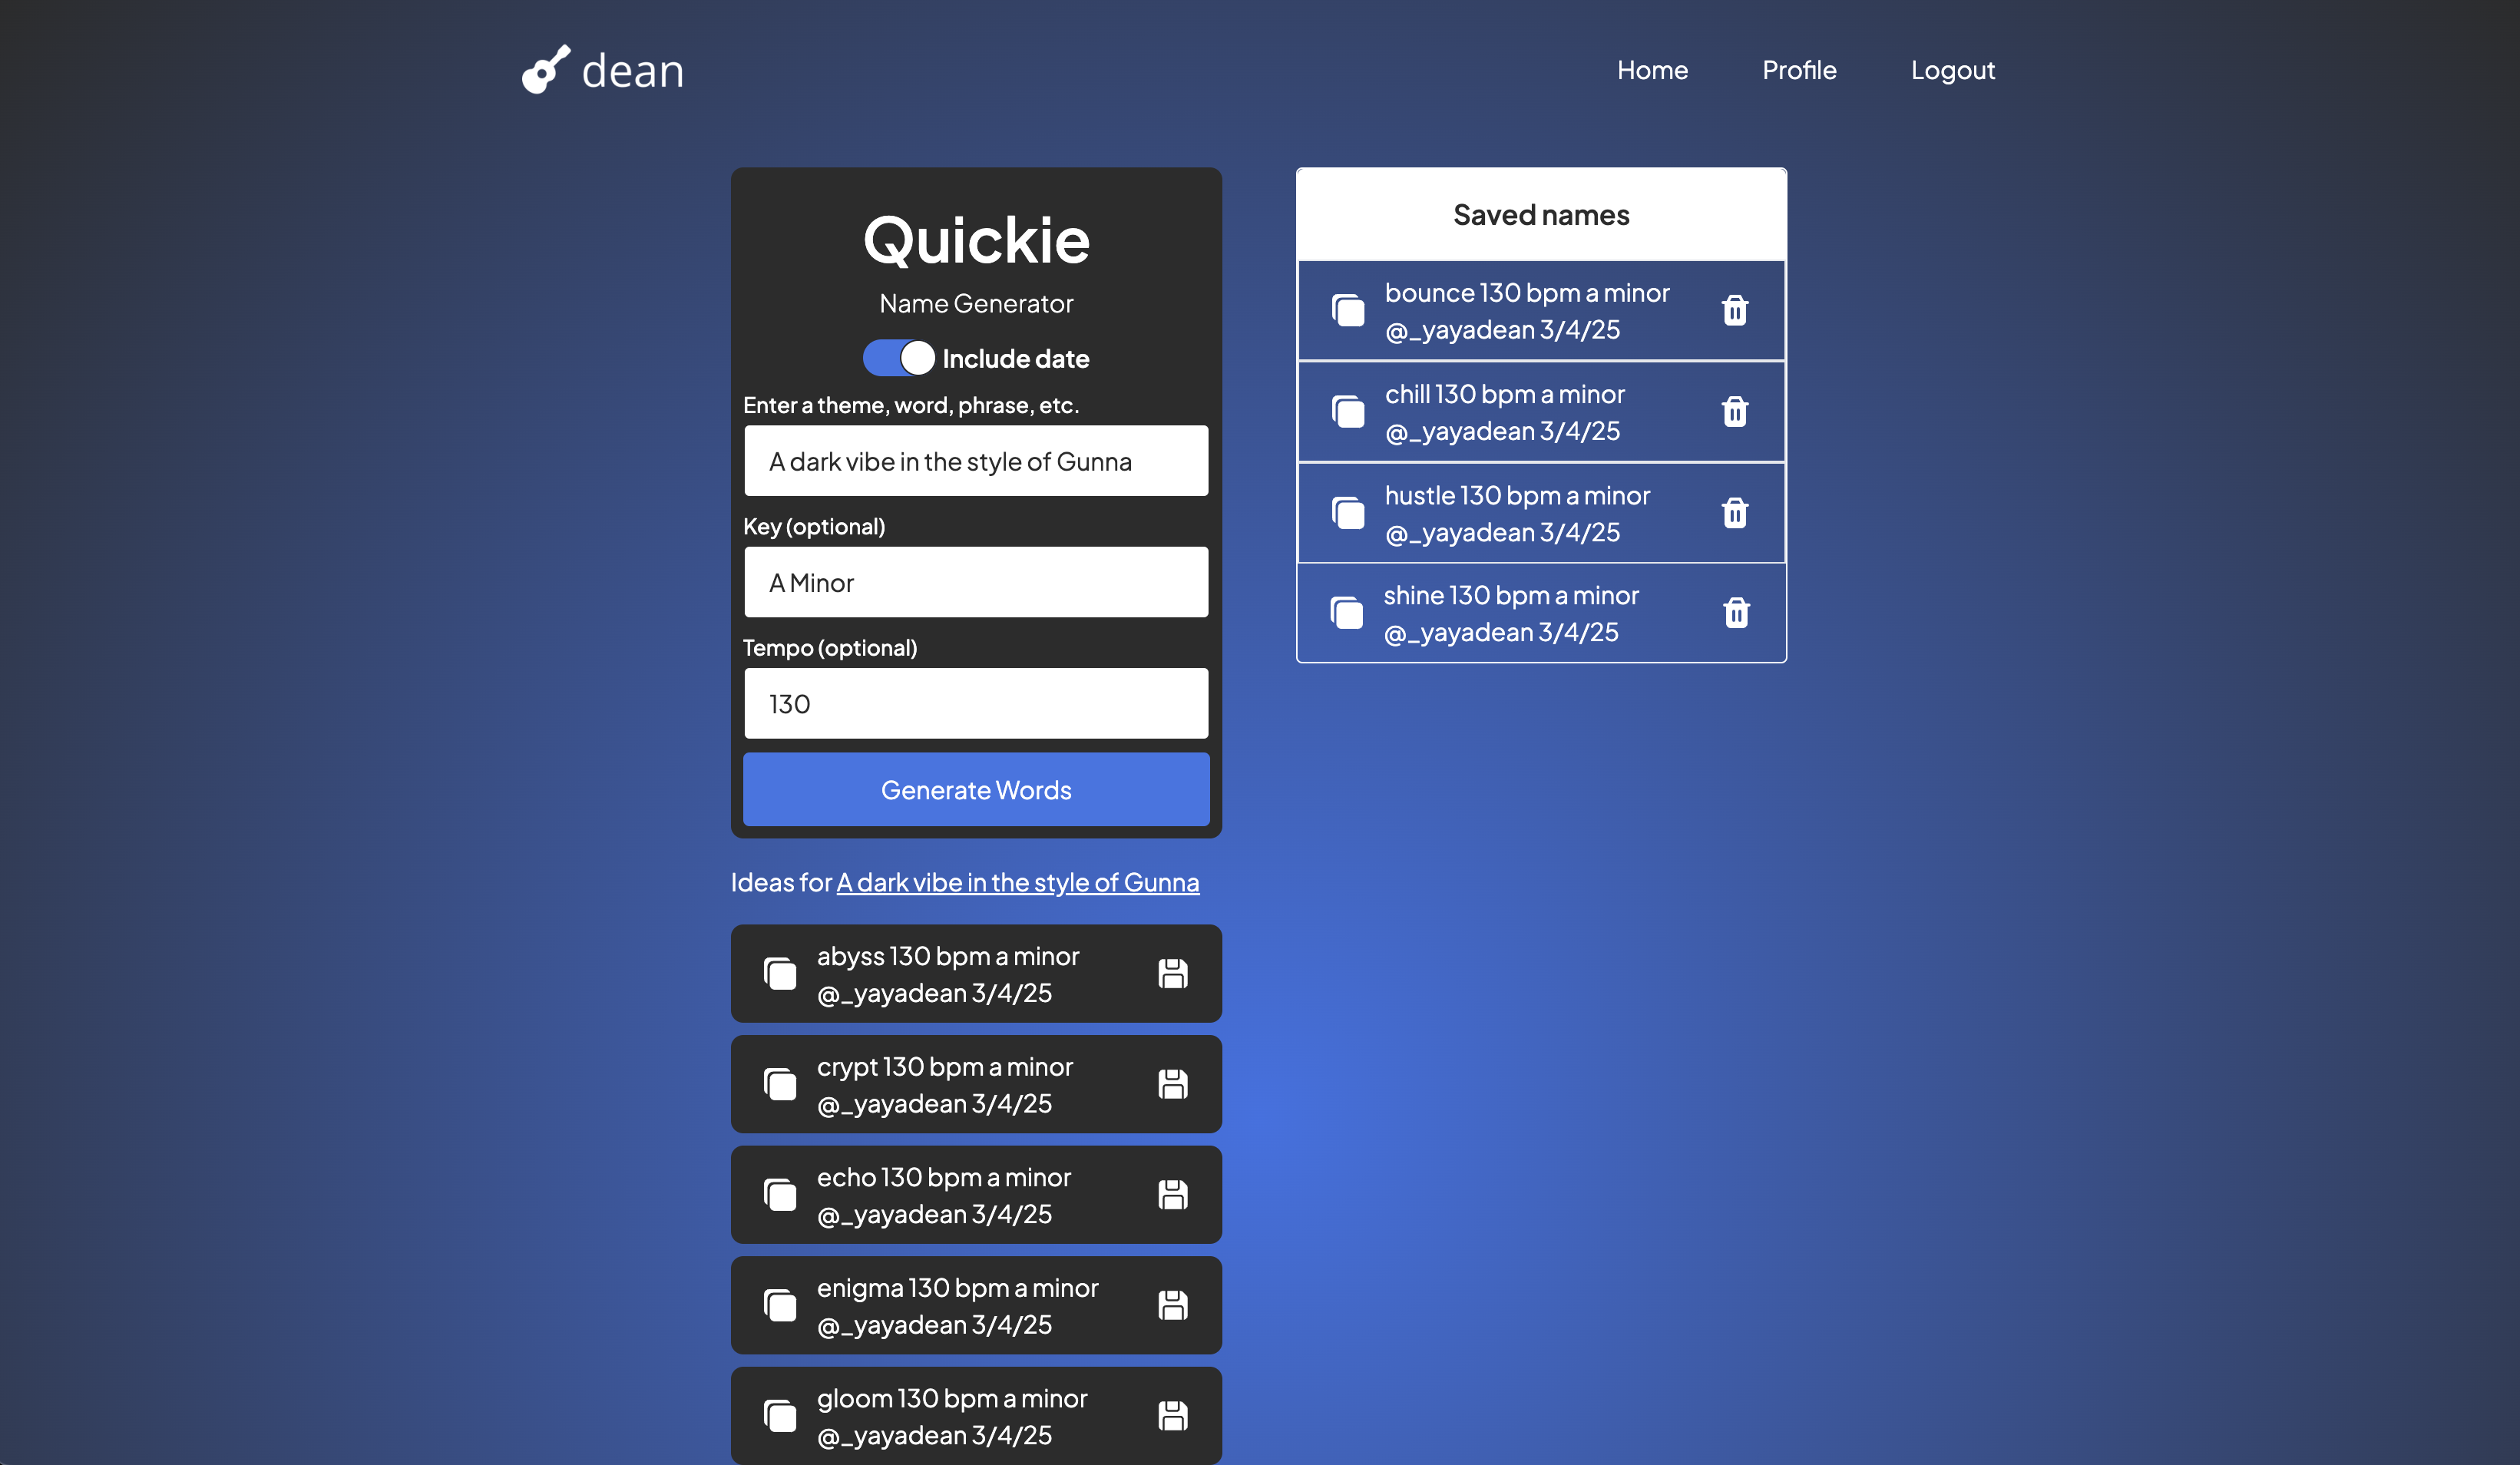 dean
Home
Profile
Logout
Quickie
Name Generator
Include date
Enter a theme, word, phrase, etc.
A dark vibe in the style of Gunna
Key (optional)
A Minor
Tempo (optional)
130
Generate Words
Ideas for A dark vibe in the style of Gunna
abyss 130 bpm a minor
@_yayadean 3/4/25
crypt 130 bpm a minor
@_yayadean 3/4/25
echo 130 bpm a minor
@_yayadean 3/4/25
enigma 130 bpm a minor
@_yayadean 3/4/25
gloom 130 bpm a minor
@_yayadean 3/4/25
Saved names
bounce 130 bpm a minor
@_yayadean 3/4/25
chill 130 bpm a minor
@_yayadean 3/4/25
hustle 130 bpm a minor
@_yayadean 3/4/25
shine 130 bpm a minor
@_yayadean 3/4/25